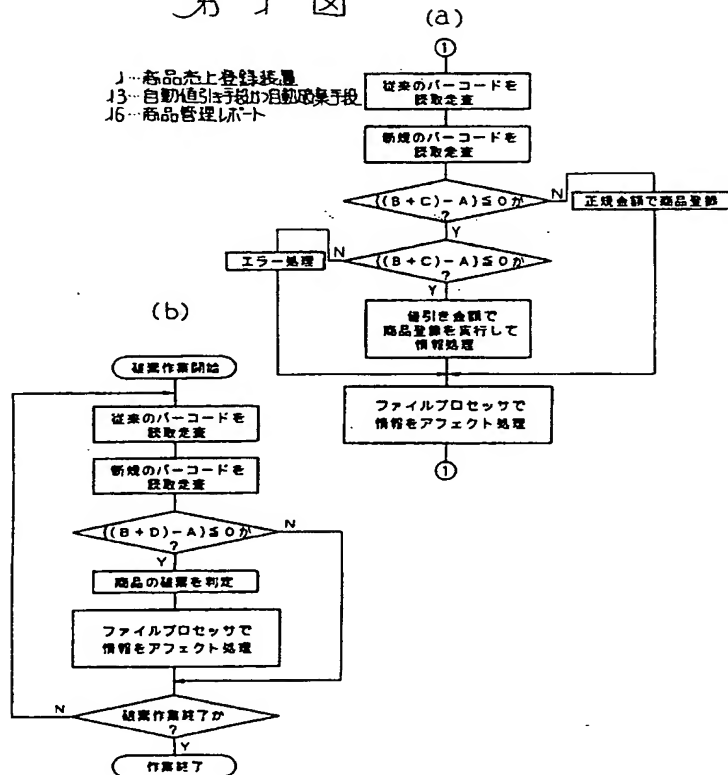 第 1 図
(a)
1…商品売上登録装置
13…自動値引き手段かつ自動廃棄手段
16…商品管理レポート
①
従来のバーコードを
読取走査
新規のバーコードを
読取走査
{(B+C)-A}≦0か
?
N
正規金額で商品登録
Y
{(B+C)-A}≦0か
?
N
エラー処理
Y
値引き金額で
商品登録を実行して
情報処理
ファイルプロセッサで
情報をアフェクト処理
①
(b)
破棄作業開始
従来のバーコードを
読取走査
新規のバーコードを
読取走査
{(B+D)-A}≦0か
?
N
Y
商品の破棄を判定
ファイルプロセッサで
情報をアフェクト処理
破棄作業終了か
?
N
Y
作業終了